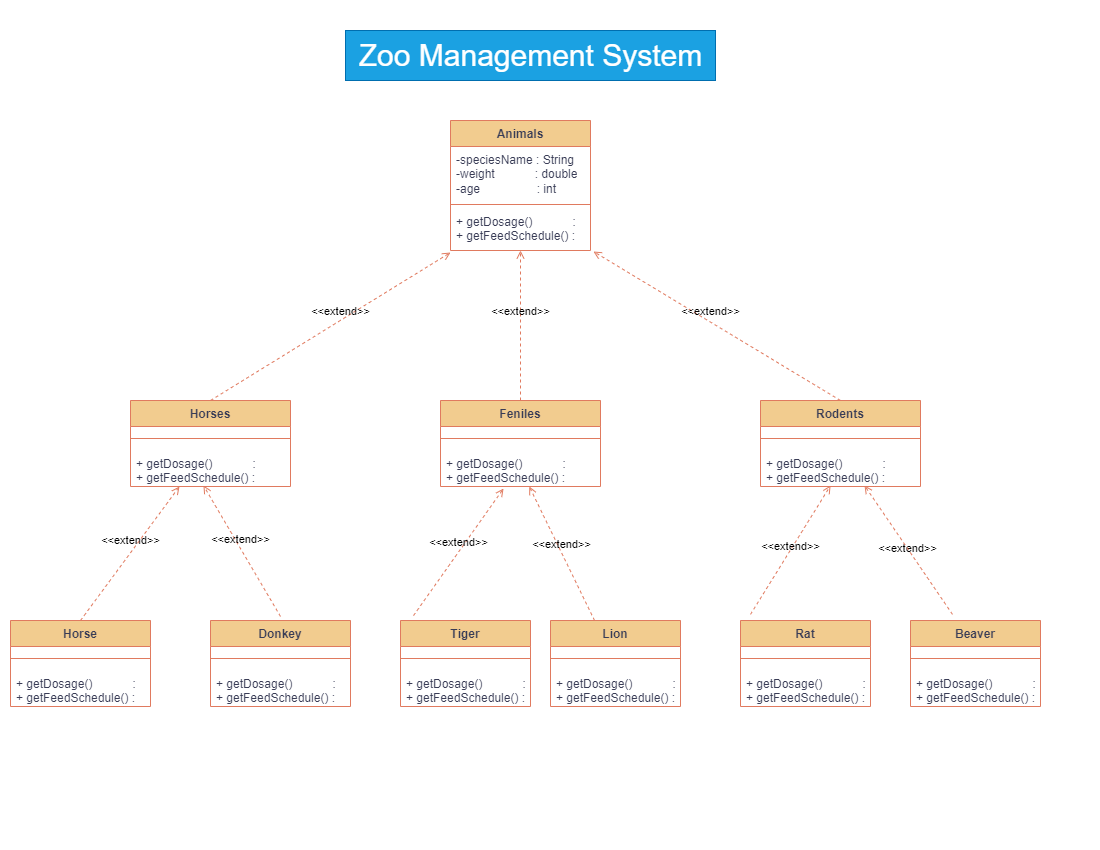 Zoo Management System
Animals
-speciesName : String
-weight : double
-age : int
+ getDosage() :
+ getFeedSchedule() :
<<extend>>
<<extend>>
<<extend>>
Horses
+ getDosage() :
+ getFeedSchedule() :
Feniles
+ getDosage() :
+ getFeedSchedule() :
Rodents
+ getDosage() :
+ getFeedSchedule() :
<<extend>>
<<extend>>
<<extend>>
<<extend>>
<<extend>>
<<extend>>
Horse
+ getDosage() :
+ getFeedSchedule() :
Donkey
+ getDosage() :
+ getFeedSchedule() :
Tiger
+ getDosage() :
+ getFeedSchedule() :
Lion
+ getDosage() :
+ getFeedSchedule() :
Rat
+ getDosage() :
+ getFeedSchedule() :
Beaver
+ getDosage() :
+ getFeedSchedule() :